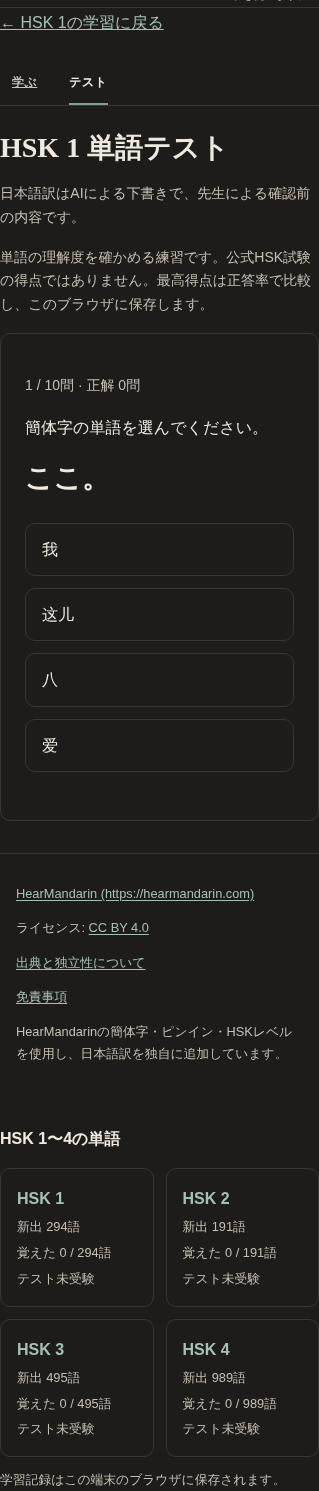 ← HSK 1の学習に戻る
学ぶ テスト
HSK 1 単語テスト
日本語訳はAIによる下書きで、先生による確認前
の内容です。
単語の理解度を確かめる練習です。公式HSK試験
の得点ではありません。最高得点は正答率で比較
し、このブラウザに保存します。
1 / 10問 · 正解 0問
簡体字の単語を選んでください。
ここ。
我
这儿
八
爱
HearMandarin (https://hearmandarin.com)
ライセンス: CC BY 4.0
出典と独立性について
免責事項
HearMandarinの簡体字・ピンイン・HSKレベル
を使用し、日本語訳を独自に追加しています。
HSK 1〜4の単語
HSK 1
新出 294語
覚えた 0 / 294語
テスト未受験
HSK 2
新出 191語
覚えた 0 / 191語
テスト未受験
HSK 3
新出 495語
覚えた 0 / 495語
テスト未受験
HSK 4
新出 989語
覚えた 0 / 989語
テスト未受験
学習記録はこの端末のブラウザに保存されます。